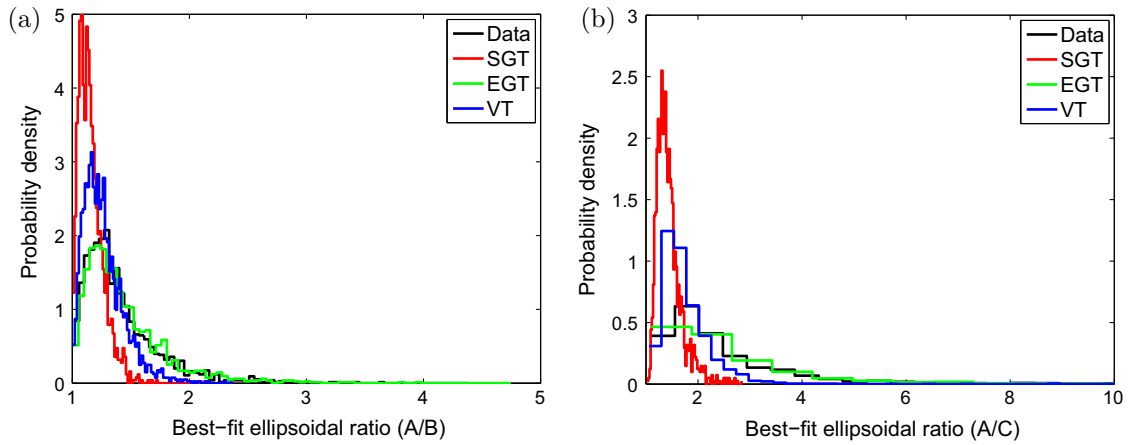 (a)
5
4
3
2
1
0
1
2
3
4
5
Probability density
Best−fit ellipsoidal ratio (A/B)
Data
SGT
EGT
VT
(b)
3
2.5
2
1.5
1
0.5
0
2
4
6
8
10
Probability density
Best−fit ellipsoidal ratio (A/C)
Data
SGT
EGT
VT